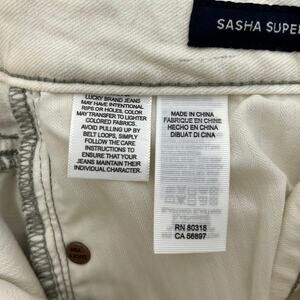 SASHA SUPER
LUCKY BRAND JEANS
MAY HAVE INTENTIONAL
RIPS OR HOLES, COLOR
MAY TRANSFER TO LIGHTER
COLORED FABRICS.
AVOID PULLING UP BY
BELT LOOPS, SIMPLY
FOLLOW THE CARE
INSTRUCTIONS TO
ENSURE THAT YOUR
JEANS MAINTAIN THEIR
INDIVIDUAL CHARACTER.
MADE IN CHINA
FABRIQUE EN CHINE
HECHO EN CHINA
DIBUAT DI CINA
RN 80318
CA 56897